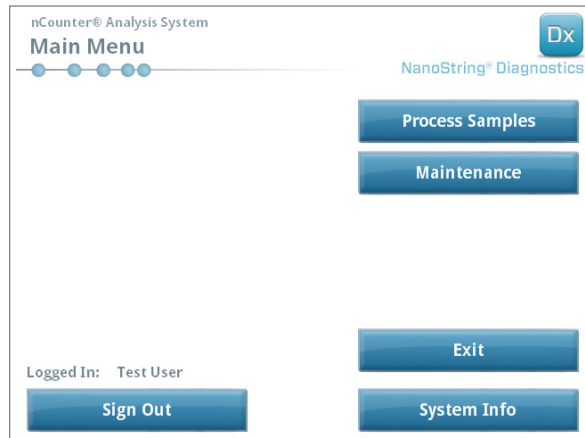 nCounter® Analysis System
Main Menu
Dx
NanoString® Diagnostics
Process Samples
Maintenance
Exit
Logged In: Test User
Sign Out
System Info